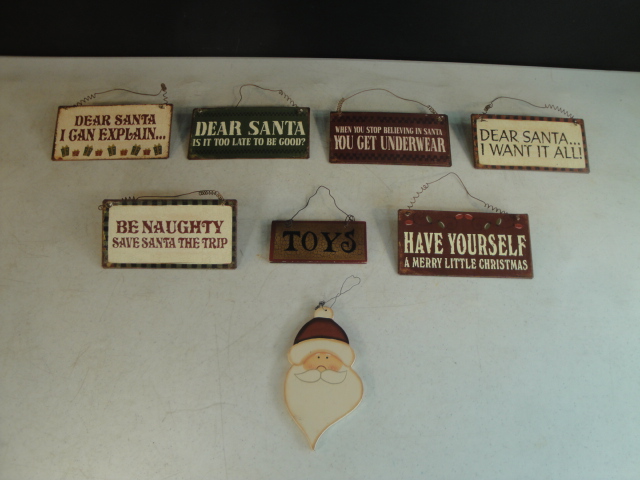 DEAR SANTA
I CAN EXPLAIN...
DEAR SANTA
IS IT TOO LATE TO BE GOOD?
WHEN YOU STOP BELIEVING IN SANTA
YOU GET UNDERWEAR
DEAR SANTA...
I WANT IT ALL!
BE NAUGHTY
SAVE SANTA THE TRIP
TOYS
HAVE YOURSELF
A MERRY LITTLE CHRISTMAS